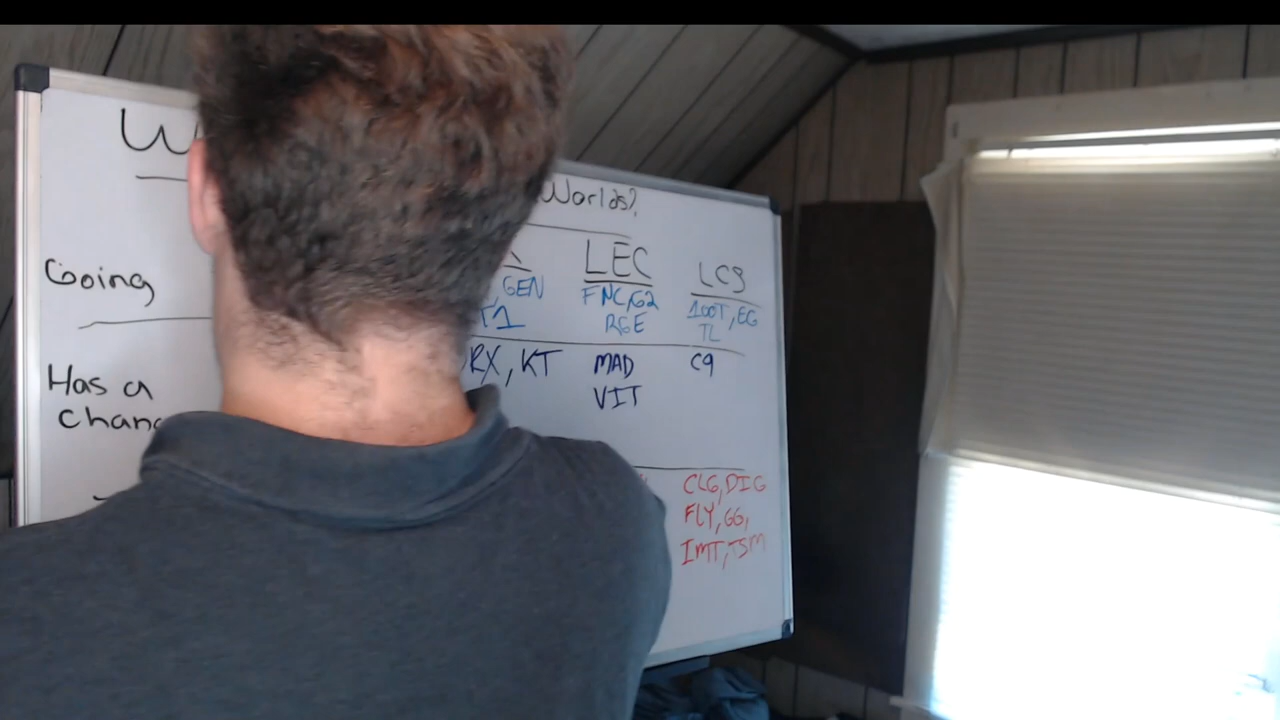 W
Worlds?
LEC
LCS
Going
, GEN
T1
FNC, G2
RGE
100T, EG
TL
Has a
RX, KT
MAD
VIT
C9
CLG, DIG
FLY, GG,
IMT, TSM